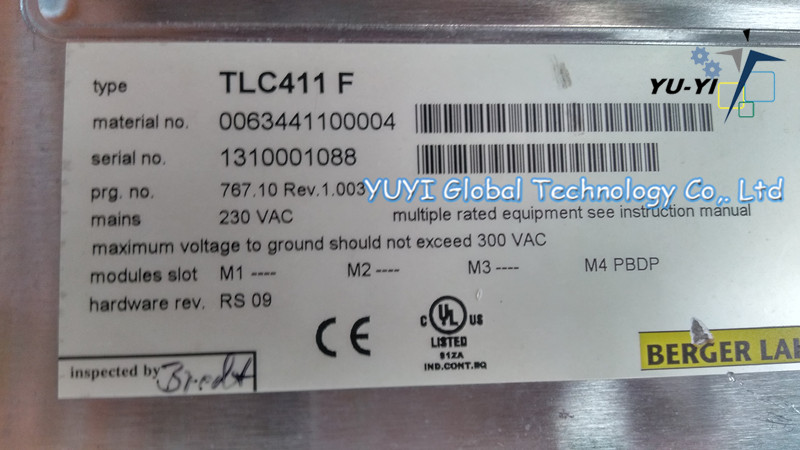 YU-YI
type TLC411 F
material no. 0063441100004
serial no. 1310001088
prg. no. 767.10 Rev.1.003
YUYI Global Technology Co,. Ltd
mains 230 VAC multiple rated equipment see instruction manual
maximum voltage to ground should not exceed 300 VAC
modules slot M1 ---- M2 ---- M3 ---- M4 PBDP
hardware rev. RS 09
CE
C UL US
LISTED
91ZA
IND.CONT.EQ
BERGER LAH
inspected by